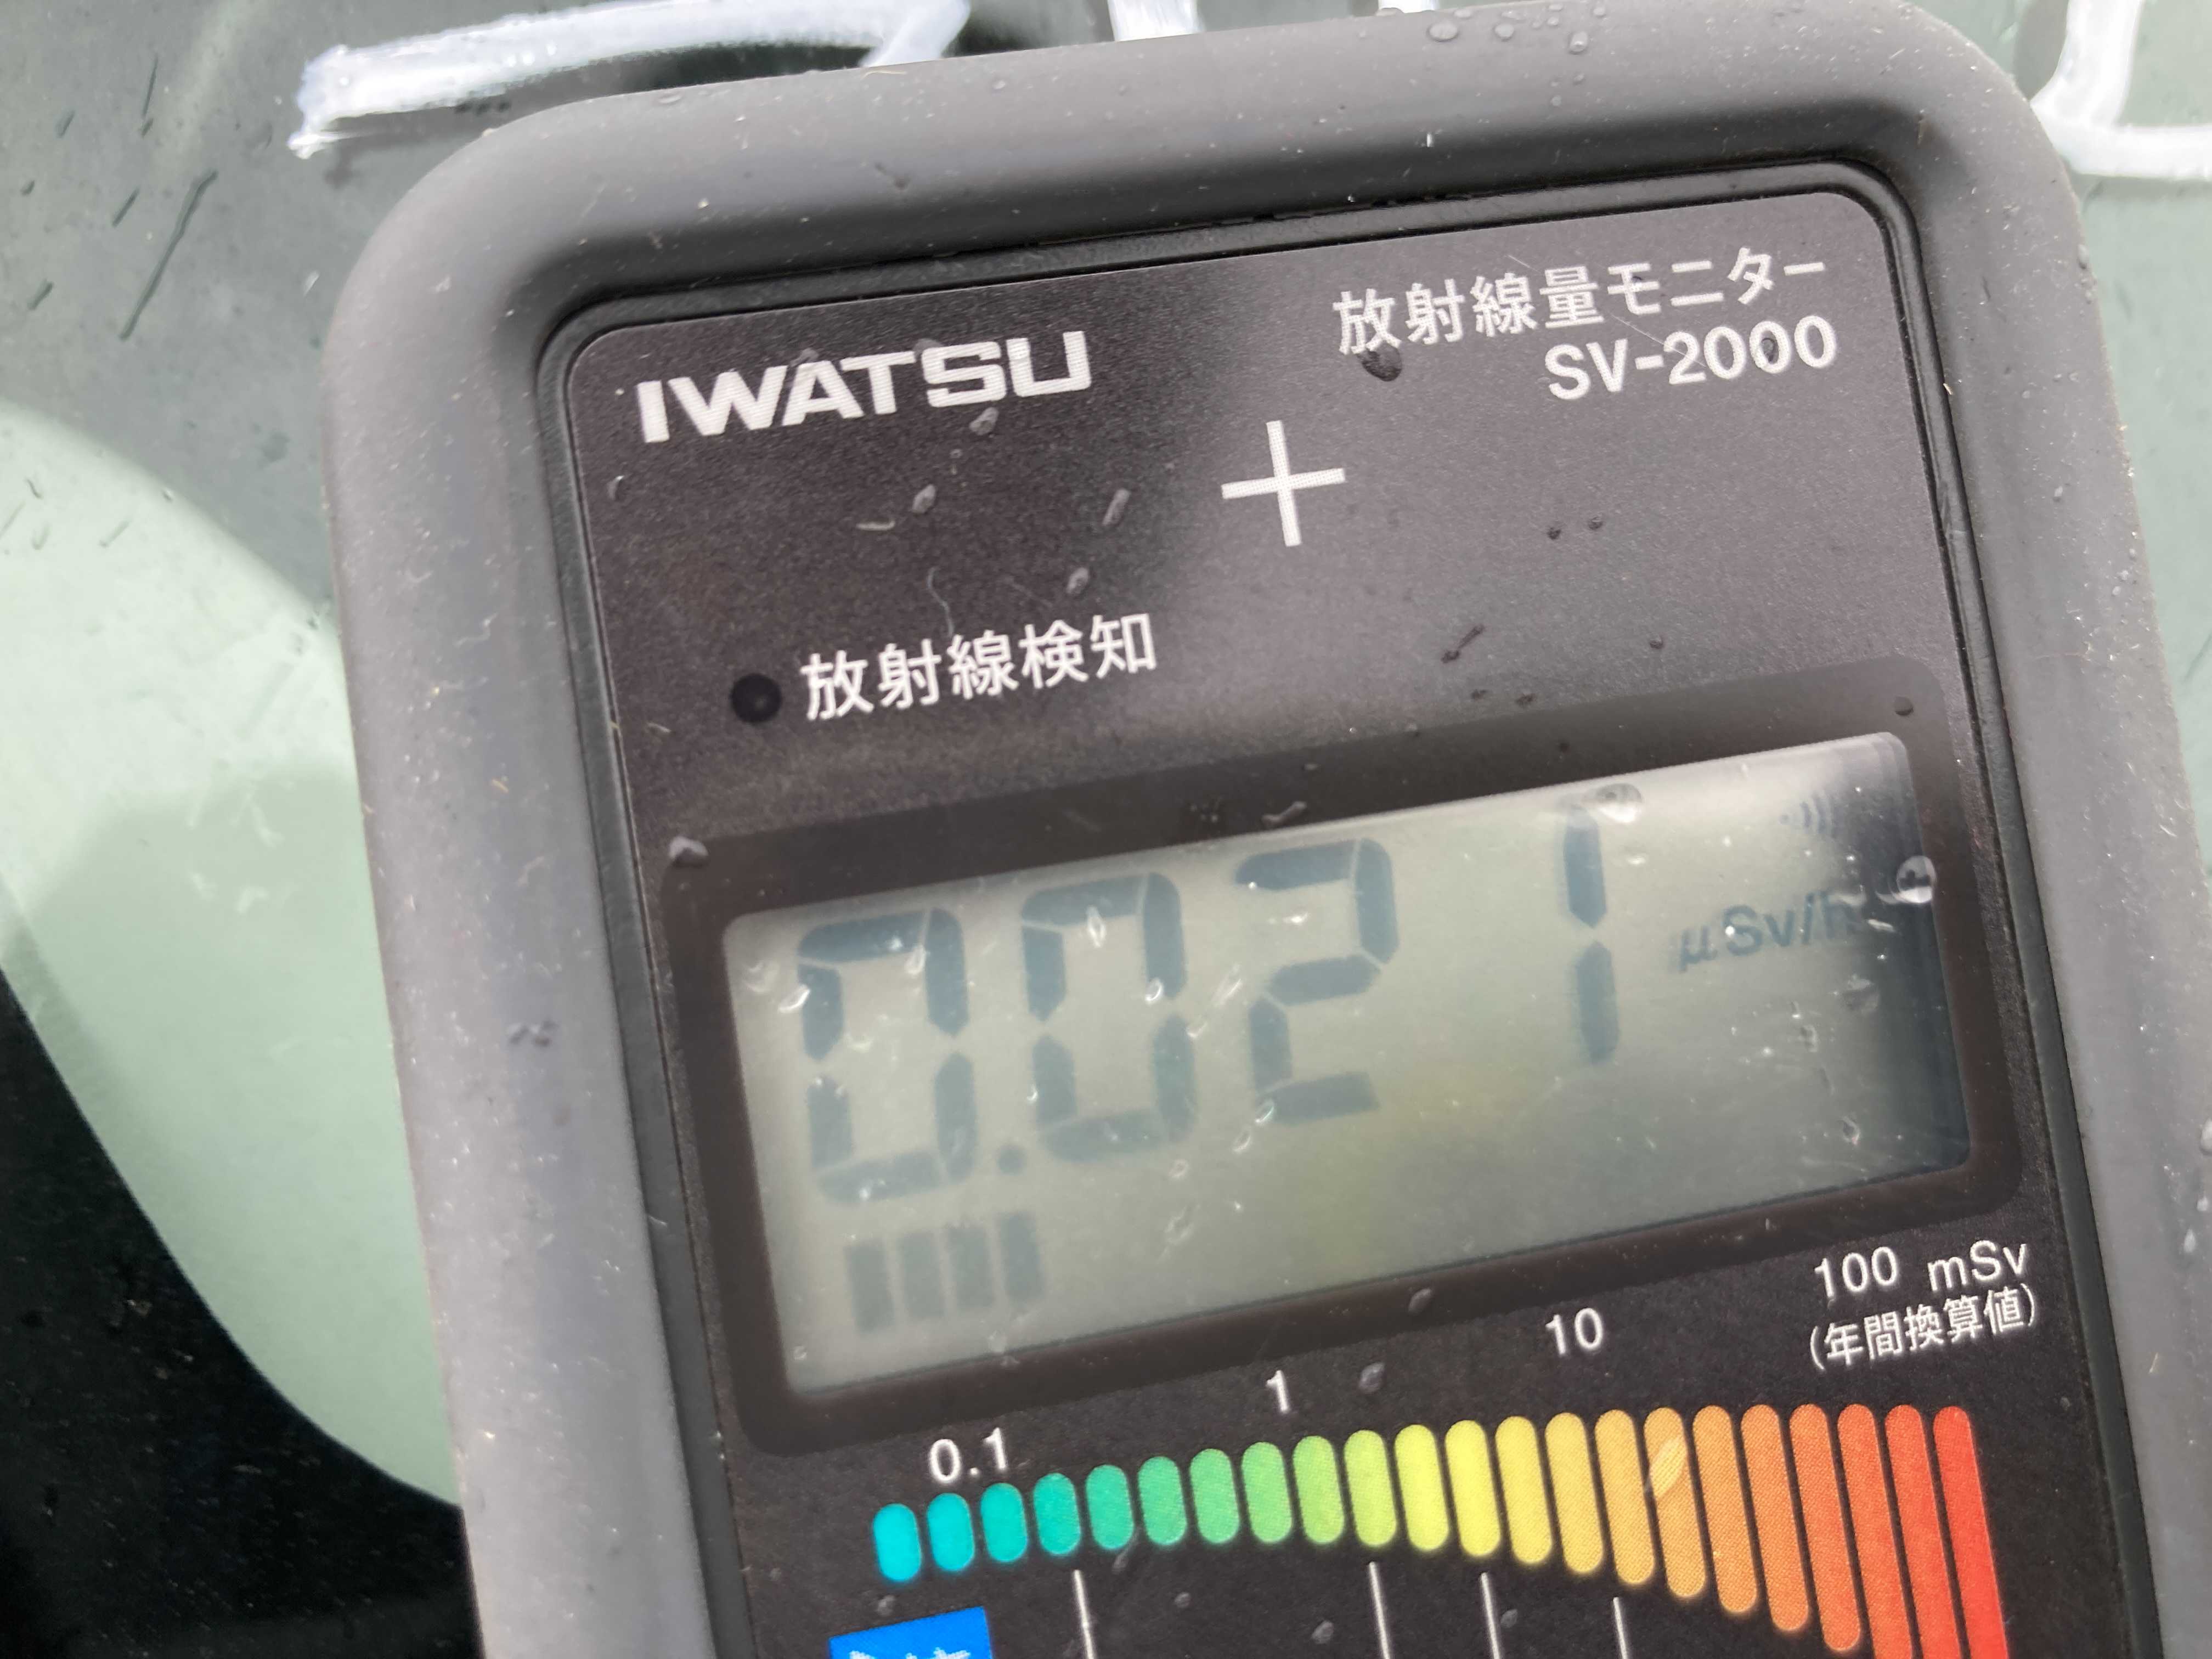 IWATSU
放射線量モニター
SV-2000
放射線検知
0.021 μSv/h
0.1 1 10 100 mSv
(年間換算値)